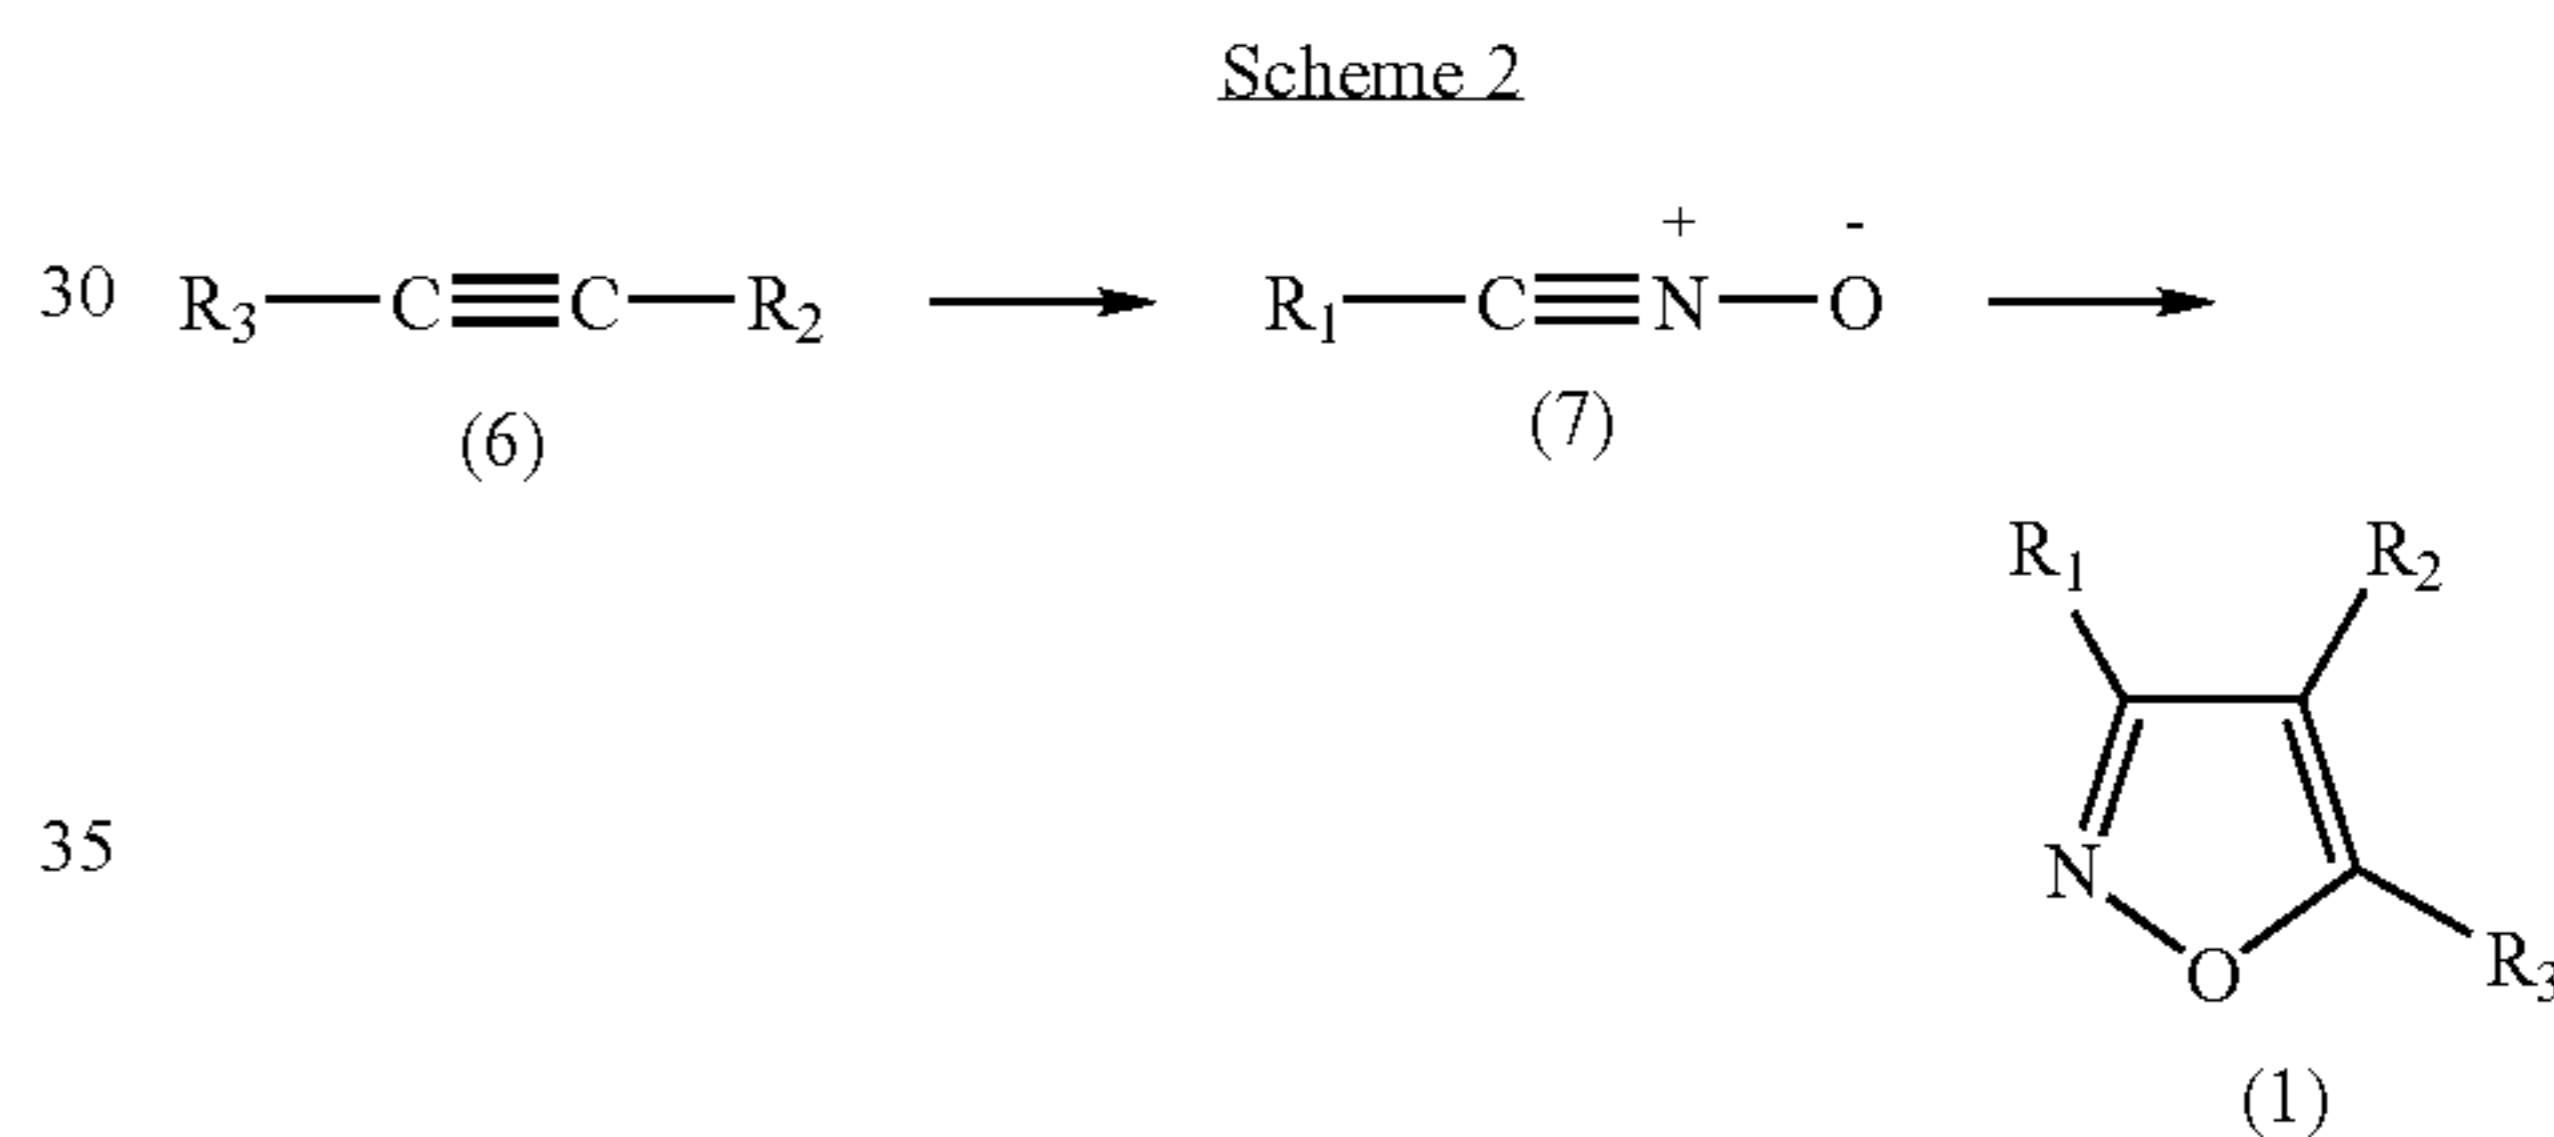 Scheme 2
+ -
30 R3 C C R2 R1 C N O
(6) (7)
R1 R2
35 N O R3
(1)